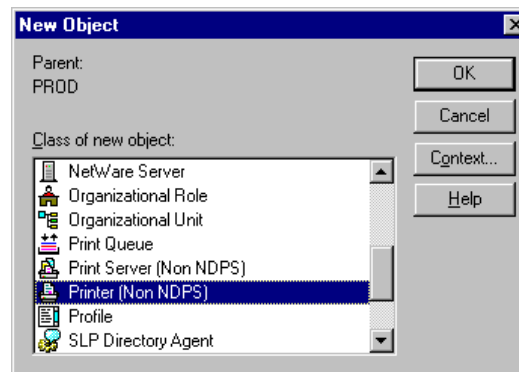 New Object
Parent:
PROD
Class of new object:
NetWare Server
Organizational Role
Organizational Unit
Print Queue
Print Server (Non NDPS)
Printer (Non NDPS)
Profile
SLP Directory Agent
OK
Cancel
Context...
Help